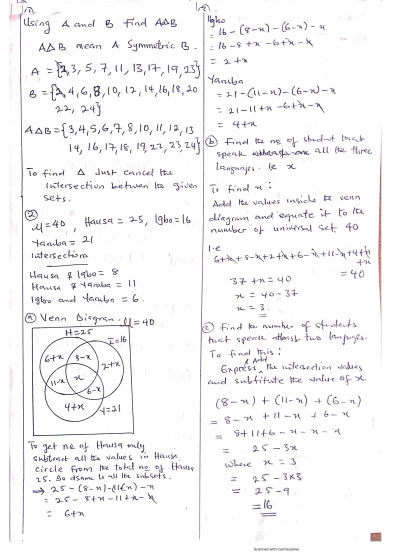 Using A and B Find AΔB
AΔB mean A Symmetric B.
A = {2, 3, 5, 7, 11, 13, 17, 19, 23}
B = {2, 4, 6, 8, 10, 12, 14, 16, 18, 20
22, 24}
AΔB = {3, 4, 5, 6, 7, 8, 10, 11, 12, 13
14, 16, 17, 18, 19, 22, 23, 24}
To find Δ Just cancel the
intersection between the given
sets.
②
μ = 40, Hausa = 25, Igbo = 16
Yaruba = 21
Intersections
Hausa & Igbo = 8
Hausa & Yaruba = 11
Igbo and Yaruba = 6.
ⓐ Venn Diagram μ = 40
H = 25
I = 16
6+x 8-x 2+x
11-x x 6-x
4+x Y = 21
To get no of Hausa only
subtract all the values in Hausa
circle from the total no of Hausa
25. Do same to all the subsets.
⇒ 25 - (8-x) - (11-x) - x
= 25 - 8 + x - 11 + x - x
= 6+x
Igbo
= 16 - (8-x) - (6-x) - x
= 16 - 8 + x - 6 + x - x
= 2 + x
Yaruba
= 21 - (11-x) - (6-x) - x
= 21 - 11 + x - 6 + x - x
= 4 + x
ⓑ Find the no of student that
speak all the three
languages. ie x
To find x:
Add the values inside the venn
diagram and equate it to the
number of universal set 40
i.e
6+x + 8-x + 2+x + 6-x + 11-x + 4+x
+x
= 40
37 + x = 40
x = 40 - 37
x = 3.
ⓒ Find the number of students
that speak two languages.
To find this:
Express & Add the intersection values
and substitute the value of x
(8-x) + (11-x) + (6-x)
= 8 - x + 11 - x + 6 - x
= 8 + 11 + 6 - x - x - x
= 25 - 3x
where x = 3
= 25 - 3x3
= 25 - 9
= 16
Scanned with CamScanner